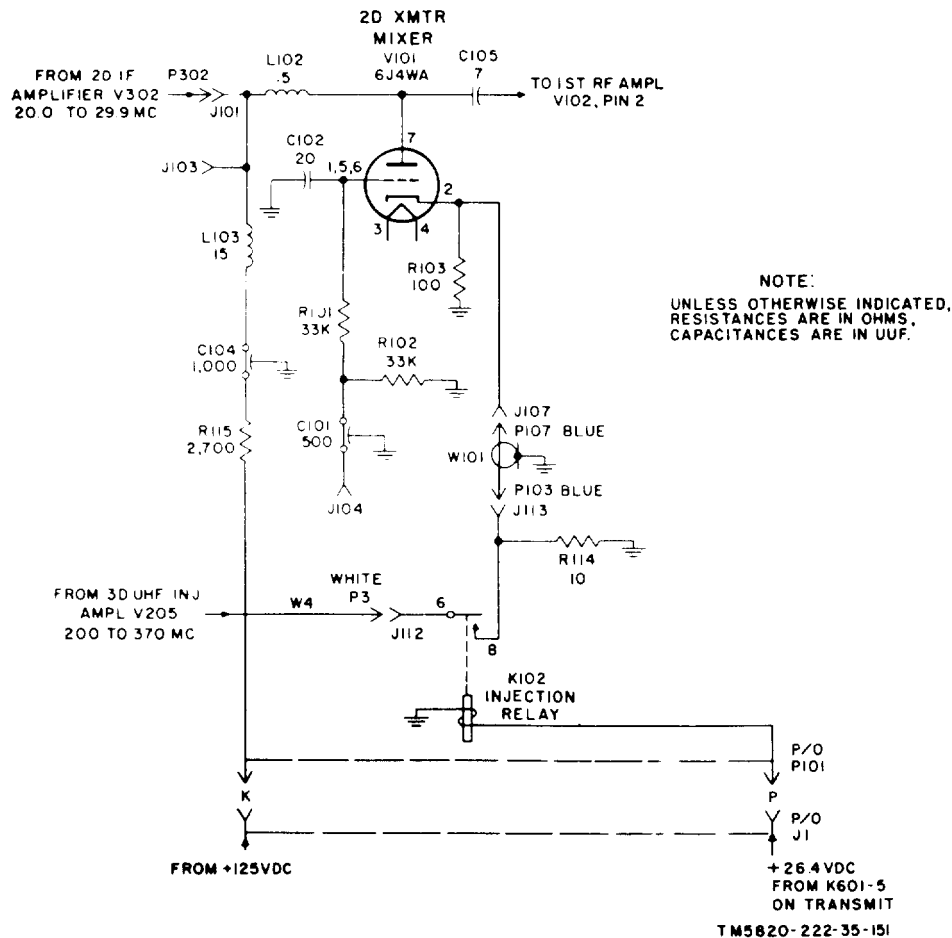 2D XMTR
MIXER
V101
6J4WA
L102
.5
C105
7
FROM 2D IF
AMPLIFIER V302
20.0 TO 29.9 MC
P302
J101
TO 1ST RF AMPL
V102, PIN 2
7
C102
20
1,5,6
J103
2
3
4
L103
15
R103
100
NOTE:
UNLESS OTHERWISE INDICATED,
RESISTANCES ARE IN OHMS,
CAPACITANCES ARE IN UUF.
R101
33K
R102
33K
C104
1,000
C101
500
R115
2,700
J107
P107 BLUE
W101
P103 BLUE
J113
J104
R114
10
FROM 3D UHF INJ
AMPL V205
200 TO 370 MC
WHITE
P3
W4
6
J112
8
K102
INJECTION
RELAY
P/O
P101
K
P
P/O
J1
FROM +125VDC
+26.4VDC
FROM K601-5
ON TRANSMIT
TM5820-222-35-151